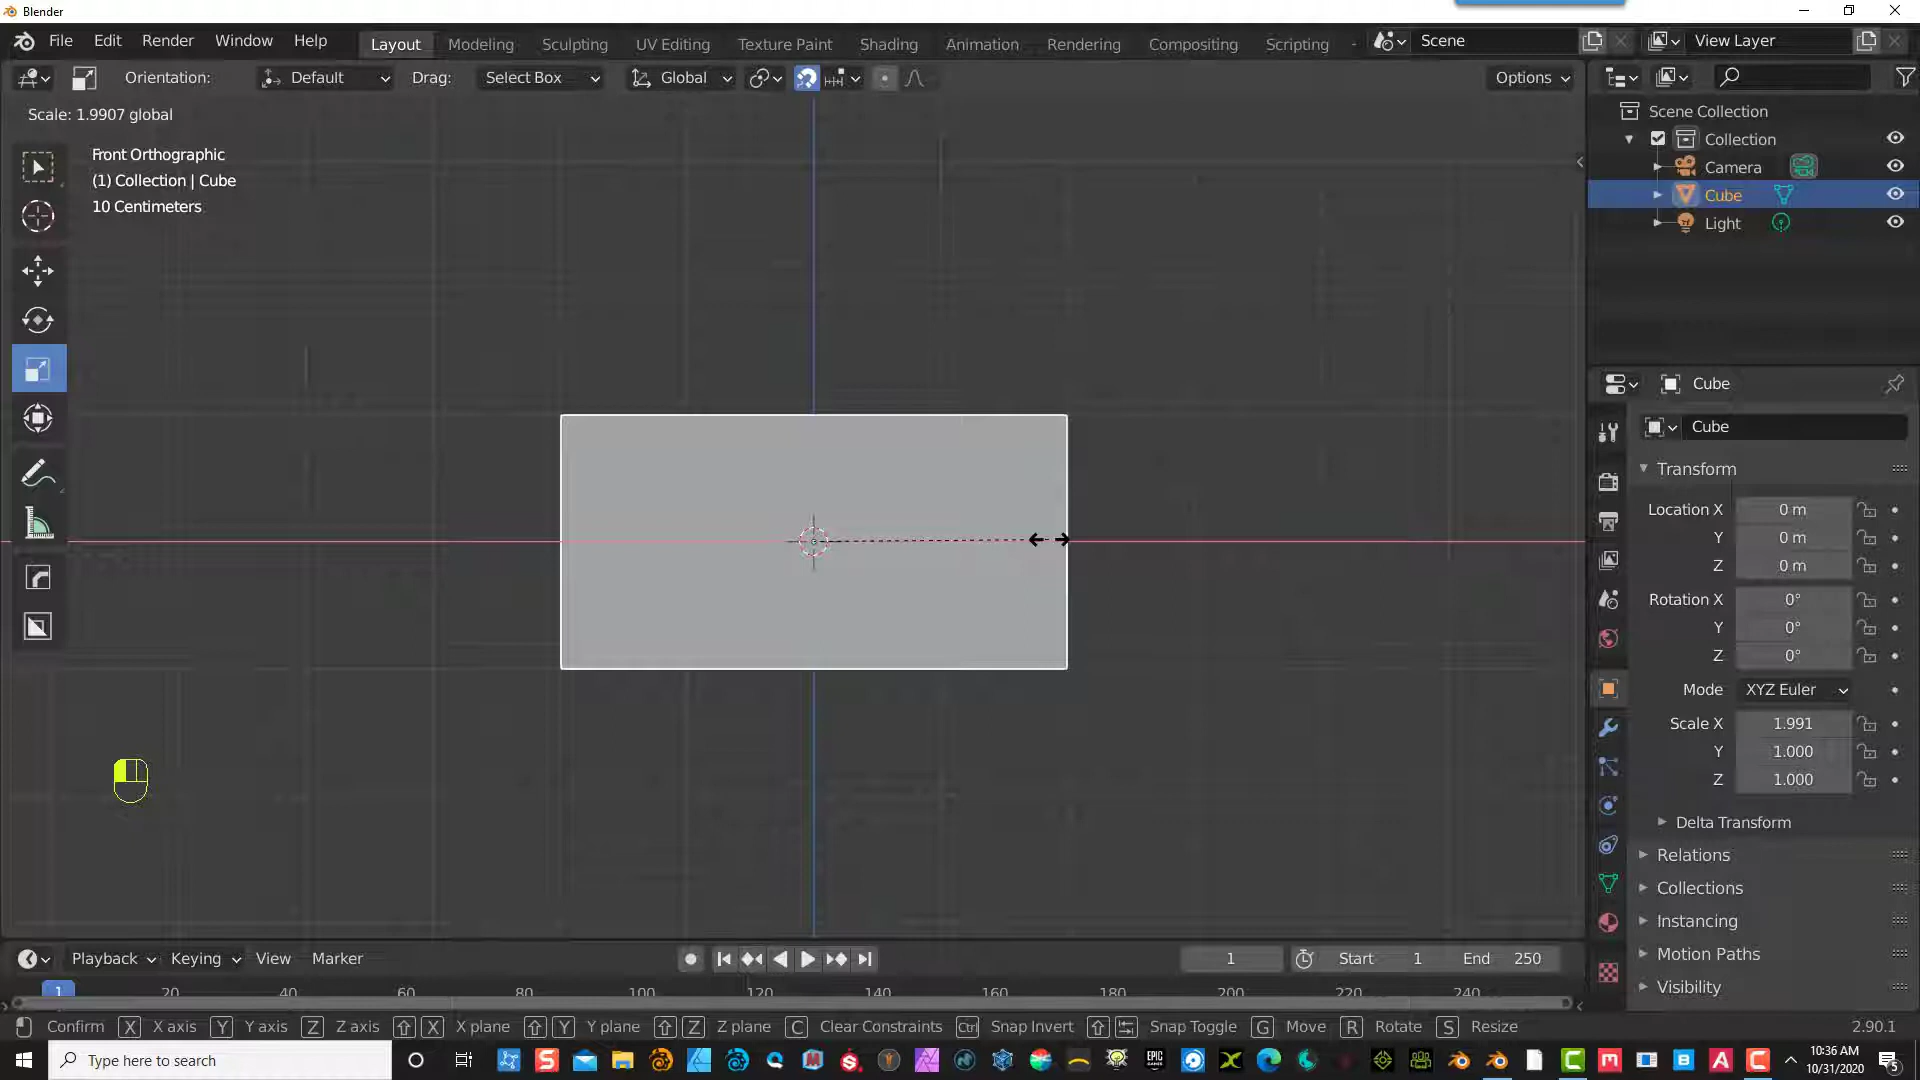 Blender
File Edit Render Window Help
Layout Modeling Sculpting UV Editing Texture Paint Shading Animation Rendering Compositing Scripting
Scene
View Layer
Orientation: Default Drag: Select Box Global
Options
Scale: 1.9907 global
Front Orthographic
(1) Collection | Cube
10 Centimeters
Scene Collection
Collection
Camera
Cube
Light
Cube
Cube
Transform
Location X 0 m
Y 0 m
Z 0 m
Rotation X 0°
Y 0°
Z 0°
Mode XYZ Euler
Scale X 1.991
Y 1.000
Z 1.000
Delta Transform
Relations
Collections
Instancing
Motion Paths
Visibility
Playback Keying View Marker
1 Start 1 End 250
1 20 40 60 80 100 120 140 160 180 200 220 240
Confirm X X axis Y Y axis Z Z axis X X plane Y Y plane Z Z plane C Clear Constraints Ctrl Snap Invert Snap Toggle G Move R Rotate S Resize 2.90.1
Type here to search
EPIC GAMES
10:36 AM
10/31/2020
5